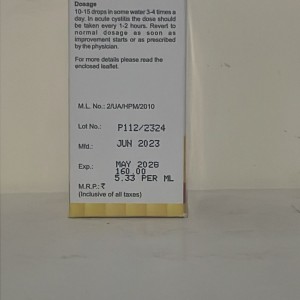 Dosage
10-15 drops in some water 3-4 times a
day. In acute cystitis the dose should
be taken every 1-2 hours. Revert to
normal dosage as soon as
improvement starts or as prescribed
by the physician.
For more details please read the
enclosed leaflet.
M.L. No.: 2/UA/HPM/2010
Lot No.: P112/2324
Mfd.: JUN 2023
Exp.: MAY 2028
160.00
M.R.P.: ₹ 5.33 PER ML
(Inclusive of all taxes)